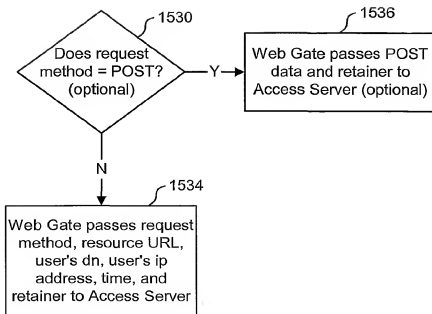 1530
Does request
method = POST?
(optional)
Y
1536
Web Gate passes POST
data and retainer to
Access Server (optional)
N
1534
Web Gate passes request
method, resource URL,
user's dn, user's ip
address, time, and
retainer to Access Server